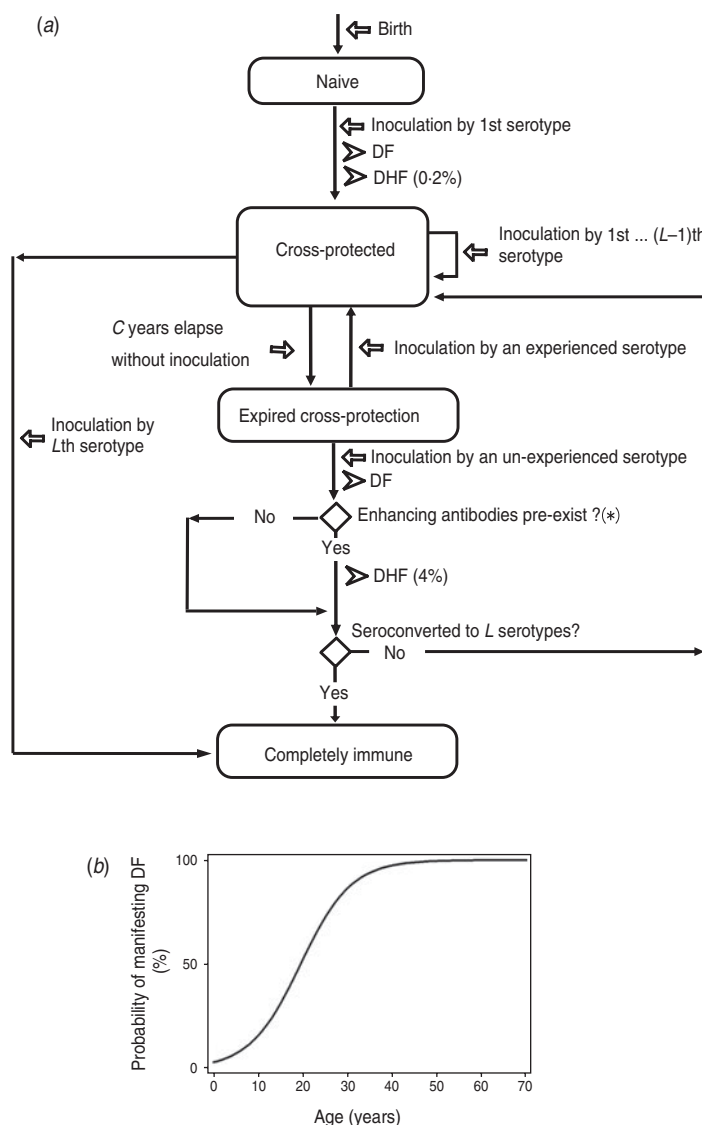 (a)
Birth
Naive
Inoculation by 1st serotype
DF
DHF (0·2%)
Cross-protected
Inoculation by 1st ... (L–1)th
serotype
C years elapse
without inoculation
Inoculation by an experienced serotype
Expired cross-protection
Inoculation by
Lth serotype
Inoculation by an un-experienced serotype
DF
No
Enhancing antibodies pre-exist ?(*)
Yes
DHF (4%)
Seroconverted to L serotypes?
No
Yes
Completely immune
(b)
Probability of manifesting DF
(%)
100
50
0
0 10 20 30 40 50 60 70
Age (years)